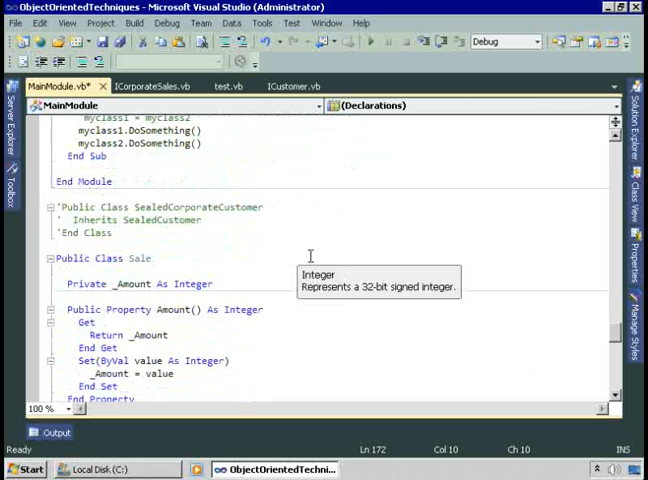 ObjectOrientedTechniques - Microsoft Visual Studio (Administrator)
File Edit View Project Build Debug Team Data Tools Test Window Help
Debug
MainModule.vb* ICorporateSales.vb test.vb ICustomer.vb
MainModule (Declarations)
myclass1 = myclass2
myclass1.DoSomething()
myclass2.DoSomething()
End Sub
End Module
'Public Class SealedCorporateCustomer
' Inherits SealedCustomer
'End Class
Public Class Sale
Private _Amount As Integer
Public Property Amount() As Integer
Get
Return _Amount
End Get
Set(ByVal value As Integer)
_Amount = value
End Set
End Property
Integer
Represents a 32-bit signed integer.
Server Explorer
Toolbox
Solution Explorer
Class View
Properties
Manage Styles
100 %
Output
Ready Ln 172 Col 10 Ch 10 INS
Start Local Disk (C:) ObjectOrientedTechni...